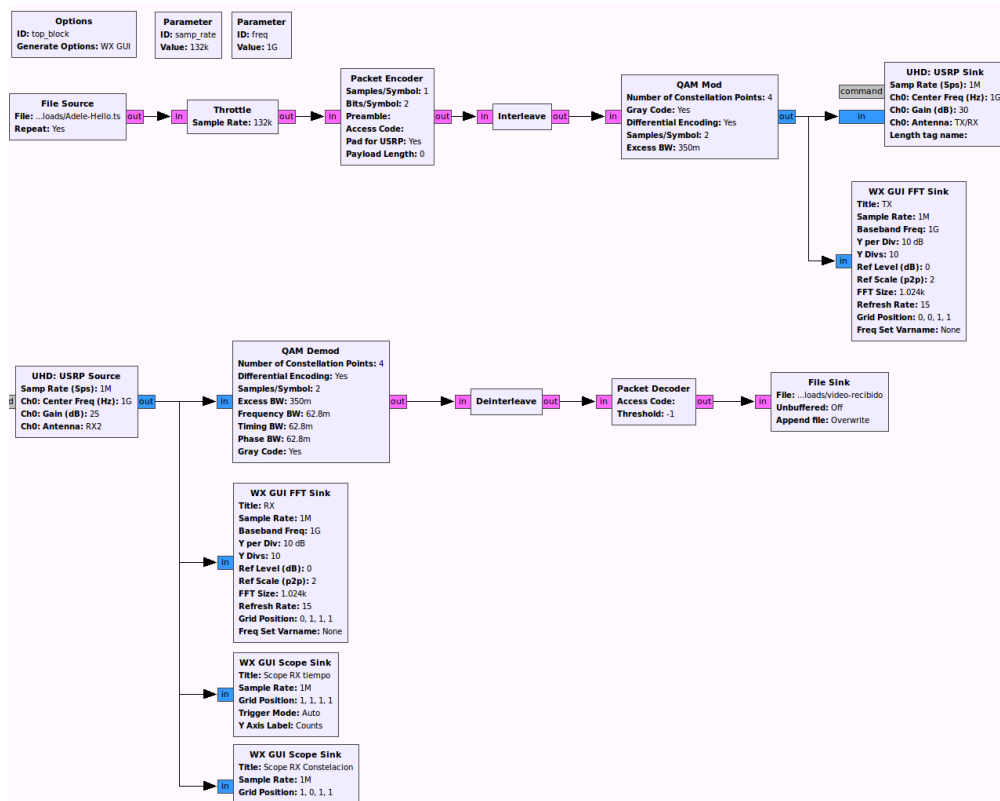 Options
ID: top_block
Generate Options: WX GUI
Parameter
ID: samp_rate
Value: 132k
Parameter
ID: freq
Value: 1G
File Source
File: ...loads/Adele-Hello.ts
Repeat: Yes
out
in
Throttle
Sample Rate: 132k
out
in
Packet Encoder
Samples/Symbol: 1
Bits/Symbol: 2
Preamble:
Access Code:
Pad for USRP: Yes
Payload Length: 0
out
in
Interleave
out
in
QAM Mod
Number of Constellation Points: 4
Gray Code: Yes
Differential Encoding: Yes
Samples/Symbol: 2
Excess BW: 350m
out
command
in
UHD: USRP Sink
Samp Rate (Sps): 1M
Ch0: Center Freq (Hz): 1G
Ch0: Gain (dB): 30
Ch0: Antenna: TX/RX
Length tag name:
in
WX GUI FFT Sink
Title: TX
Sample Rate: 1M
Baseband Freq: 1G
Y per Div: 10 dB
Y Divs: 10
Ref Level (dB): 0
Ref Scale (p2p): 2
FFT Size: 1.024k
Refresh Rate: 15
Grid Position: 0, 0, 1, 1
Freq Set Varname: None
d
UHD: USRP Source
Samp Rate (Sps): 1M
Ch0: Center Freq (Hz): 1G
Ch0: Gain (dB): 25
Ch0: Antenna: RX2
out
in
QAM Demod
Number of Constellation Points: 4
Differential Encoding: Yes
Samples/Symbol: 2
Excess BW: 350m
Frequency BW: 62.8m
Timing BW: 62.8m
Phase BW: 62.8m
Gray Code: Yes
out
in
Deinterleave
out
in
Packet Decoder
Access Code:
Threshold: -1
out
in
File Sink
File: ...loads/video-recibido
Unbuffered: Off
Append file: Overwrite
in
WX GUI FFT Sink
Title: RX
Sample Rate: 1M
Baseband Freq: 1G
Y per Div: 10 dB
Y Divs: 10
Ref Level (dB): 0
Ref Scale (p2p): 2
FFT Size: 1.024k
Refresh Rate: 15
Grid Position: 0, 1, 1, 1
Freq Set Varname: None
in
WX GUI Scope Sink
Title: Scope RX tiempo
Sample Rate: 1M
Grid Position: 1, 1, 1, 1
Trigger Mode: Auto
Y Axis Label: Counts
in
WX GUI Scope Sink
Title: Scope RX Constelacion
Sample Rate: 1M
Grid Position: 1, 0, 1, 1